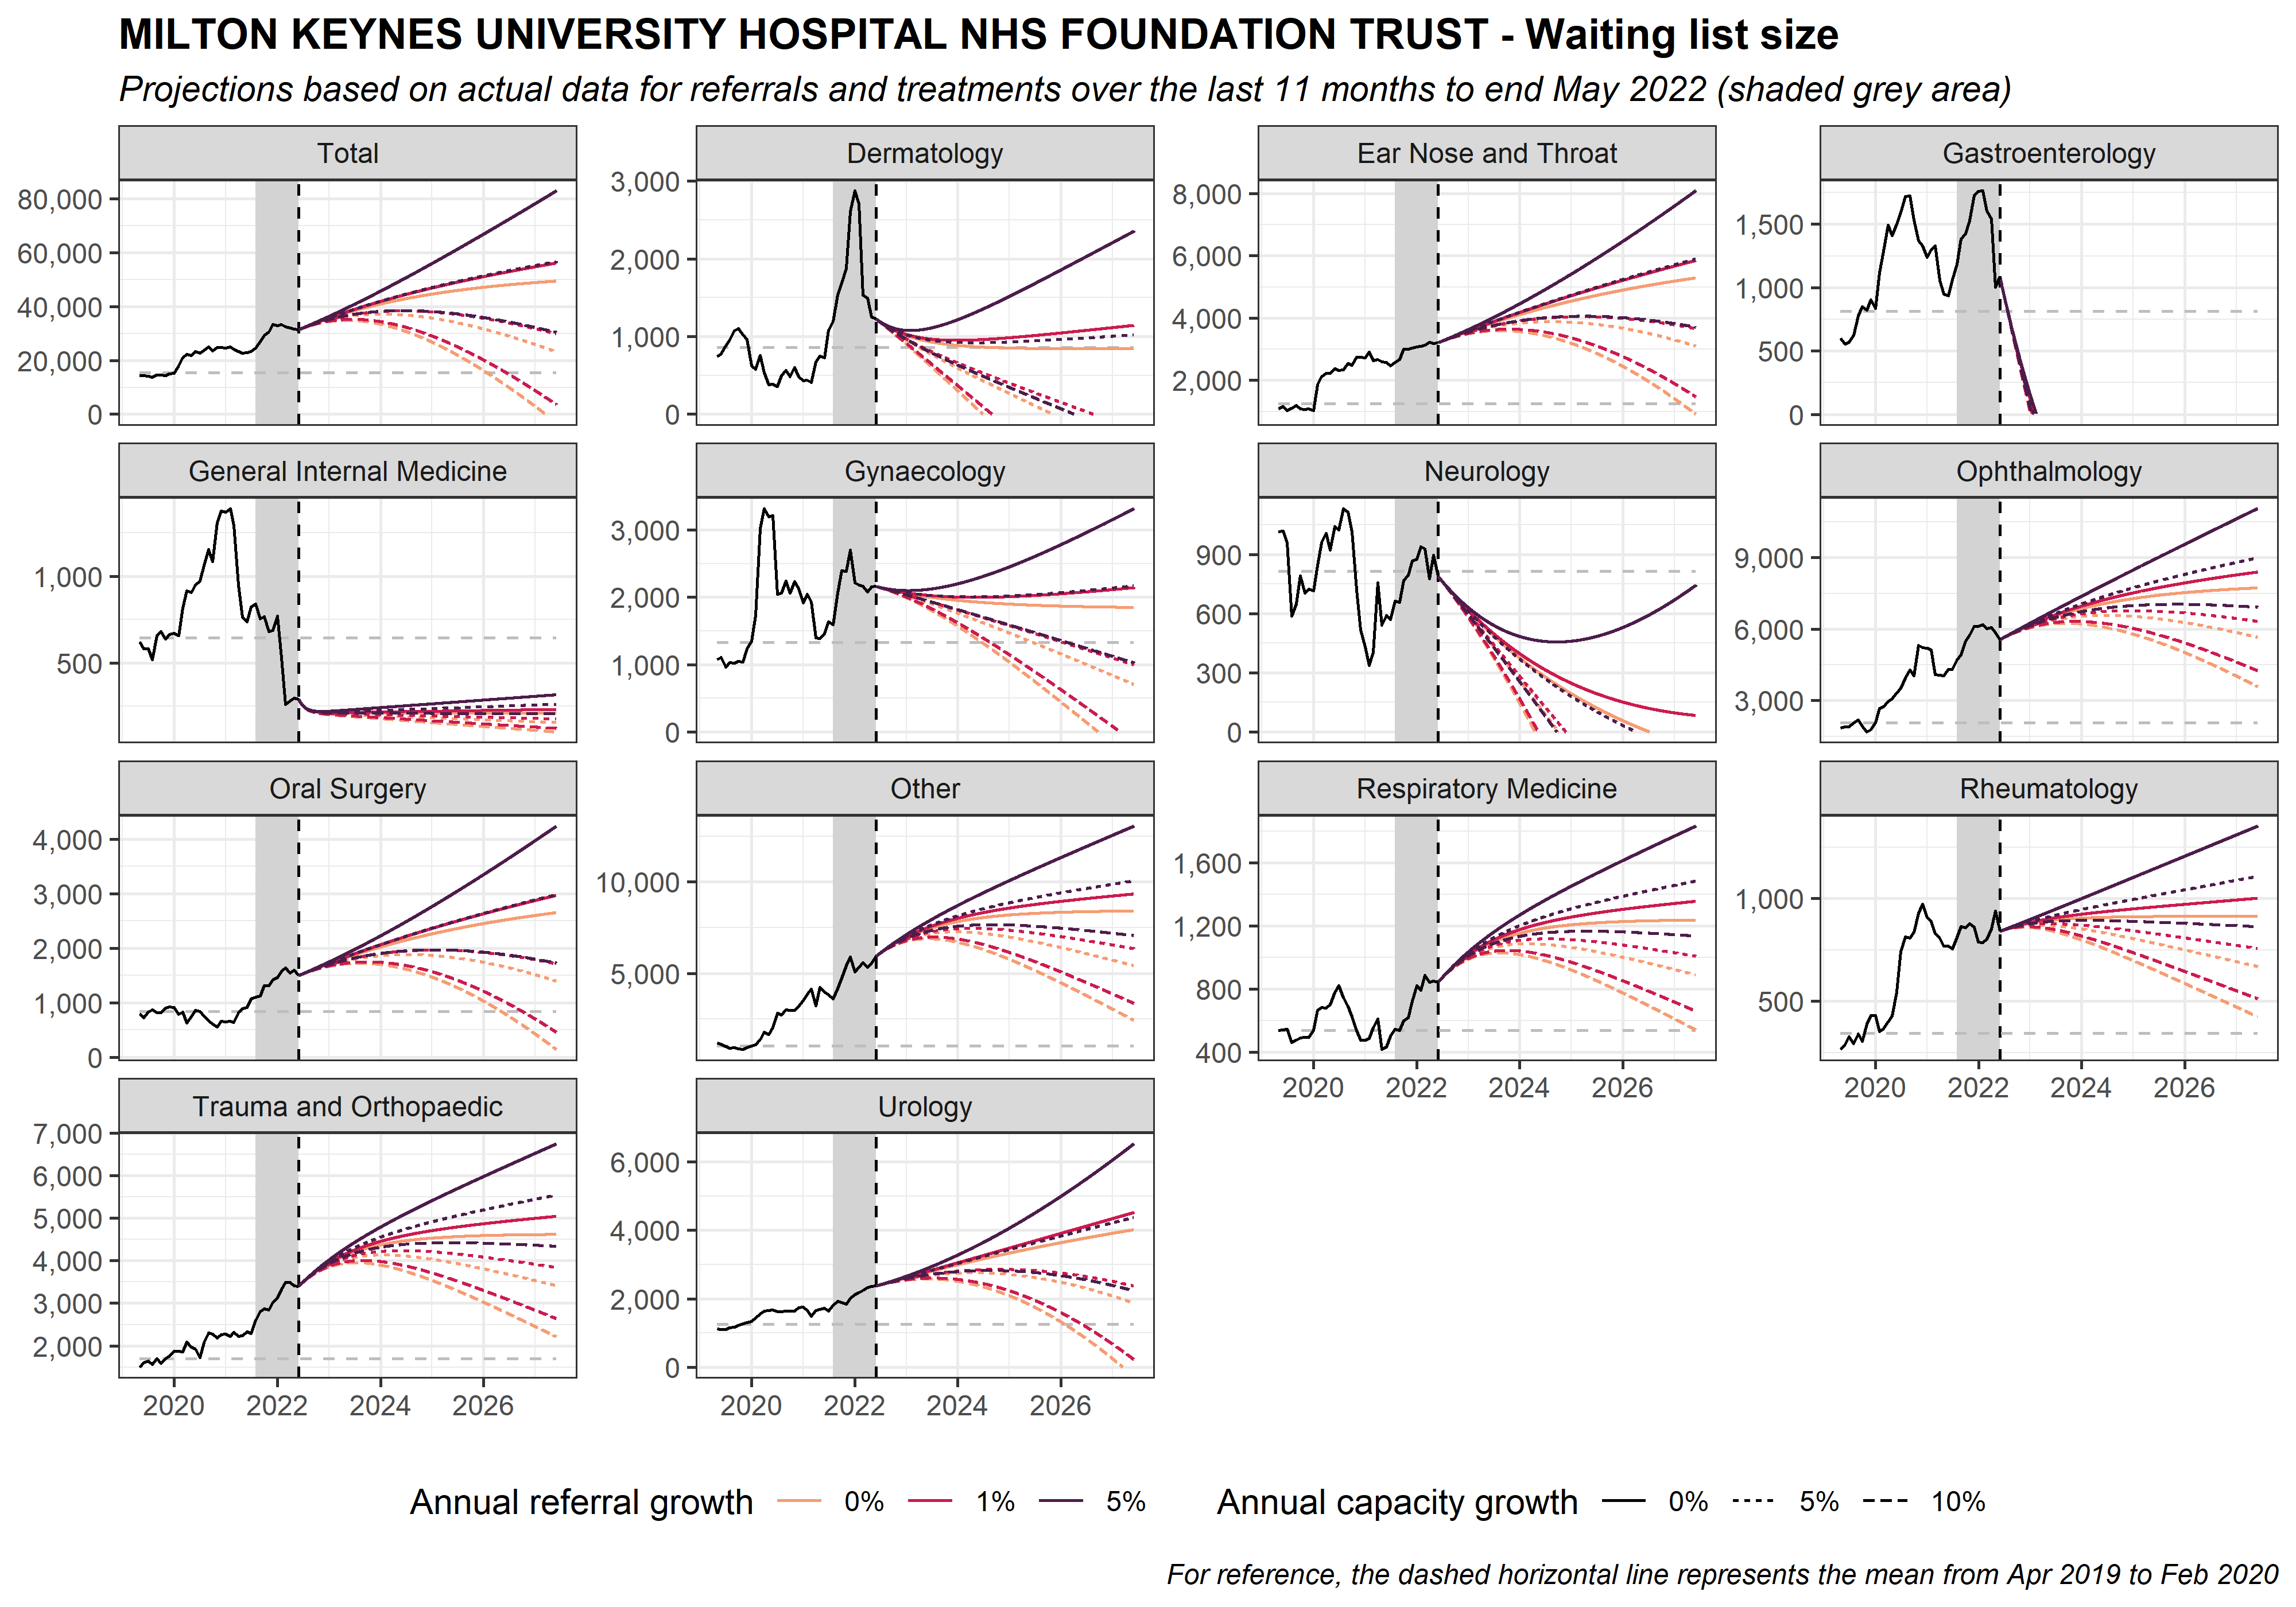 MILTON KEYNES UNIVERSITY HOSPITAL NHS FOUNDATION TRUST - Waiting list size
Projections based on actual data for referrals and treatments over the last 11 months to end May 2022 (shaded grey area)
Total
80,000
60,000
40,000
20,000
0
Dermatology
3,000
2,000
1,000
0
Ear Nose and Throat
8,000
6,000
4,000
2,000
Gastroenterology
1,500
1,000
500
0
General Internal Medicine
1,000
500
Gynaecology
3,000
2,000
1,000
0
Neurology
900
600
300
0
Ophthalmology
9,000
6,000
3,000
Oral Surgery
4,000
3,000
2,000
1,000
0
Other
10,000
5,000
Respiratory Medicine
1,600
1,200
800
400
2020 2022 2024 2026
Rheumatology
1,000
500
2020 2022 2024 2026
Trauma and Orthopaedic
7,000
6,000
5,000
4,000
3,000
2,000
2020 2022 2024 2026
Urology
6,000
4,000
2,000
0
2020 2022 2024 2026
Annual referral growth 0% 1% 5%
Annual capacity growth 0% 5% 10%
For reference, the dashed horizontal line represents the mean from Apr 2019 to Feb 2020